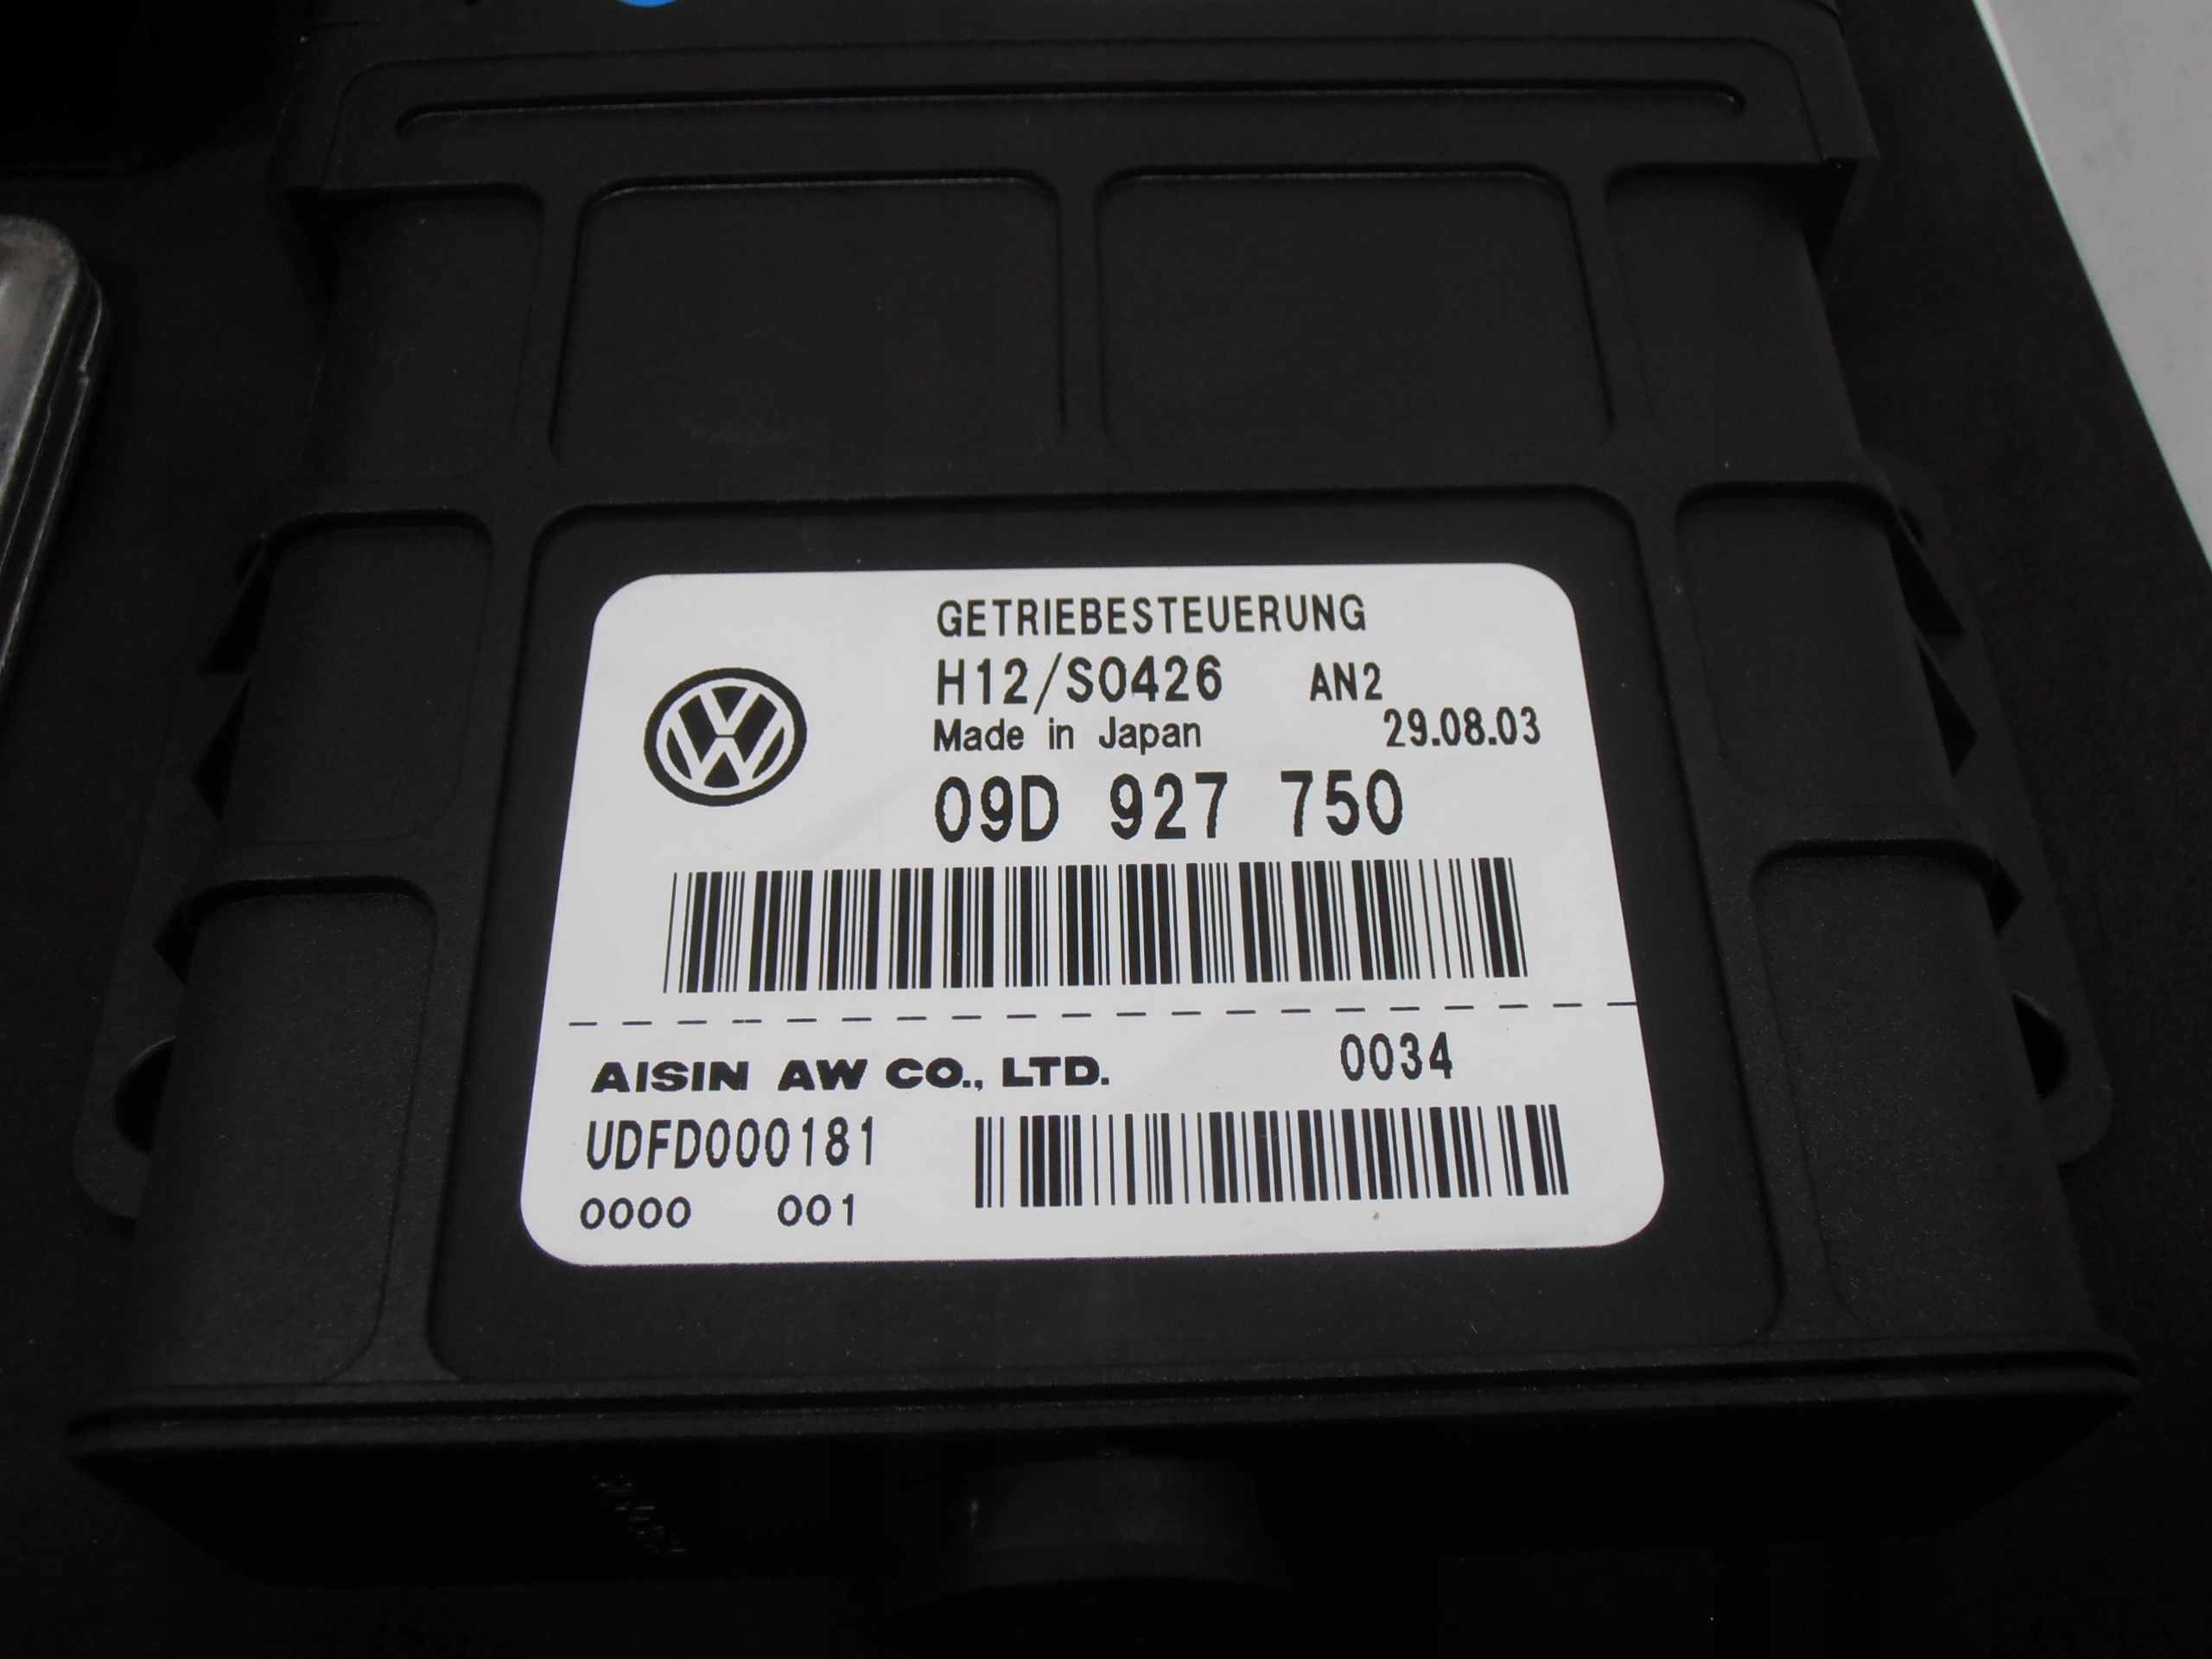 GETRIEBESTEUERUNG
H12/S0426 AN2
Made in Japan 29.08.03
09D 927 750
AISIN AW CO., LTD. 0034
UDFD000181
0000 001